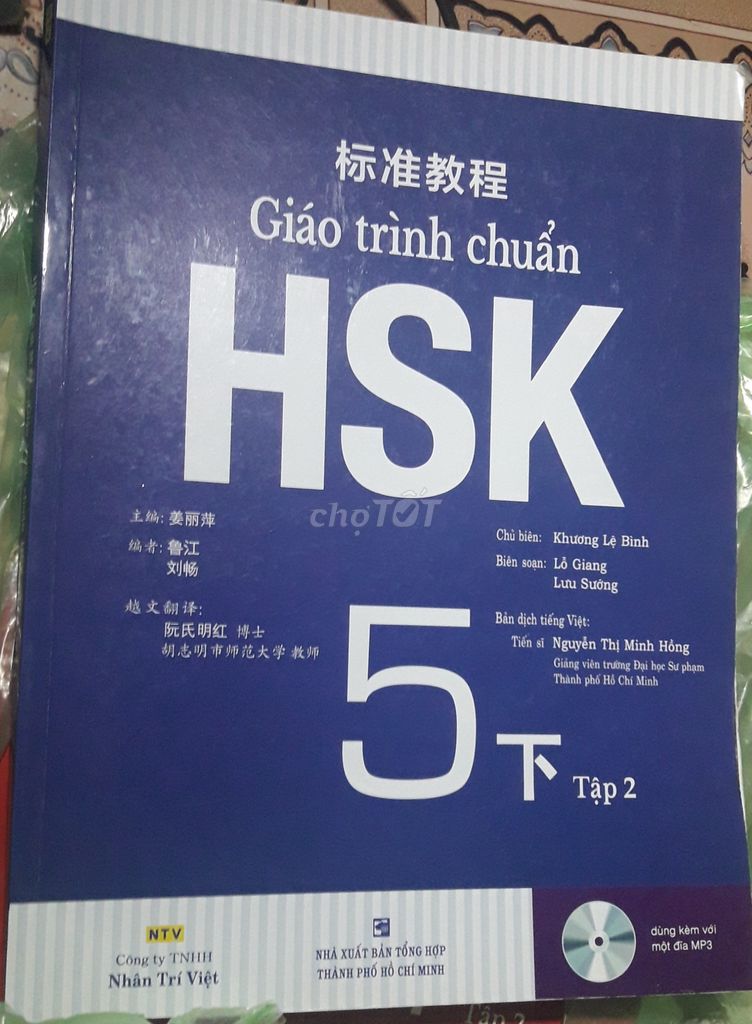 标准教程
Giáo trình chuẩn
HSK
主编: 姜丽萍
编者: 鲁江
刘畅
越文翻译:
阮氏明红 博士
胡志明市师范大学 教师
chợTỐT
Chủ biên: Khương Lệ Bình
Biên soạn: Lỗ Giang
Lưu Sướng
Bản dịch tiếng Việt:
Tiến sĩ Nguyễn Thị Minh Hồng
Giảng viên trường Đại học Sư phạm
Thành phố Hồ Chí Minh
5下 Tập 2
NTV
Công ty TNHH
Nhân Trí Việt
NHÀ XUẤT BẢN TỔNG HỢP
THÀNH PHỐ HỒ CHÍ MINH
dùng kèm với
một đĩa MP3
Tập 2